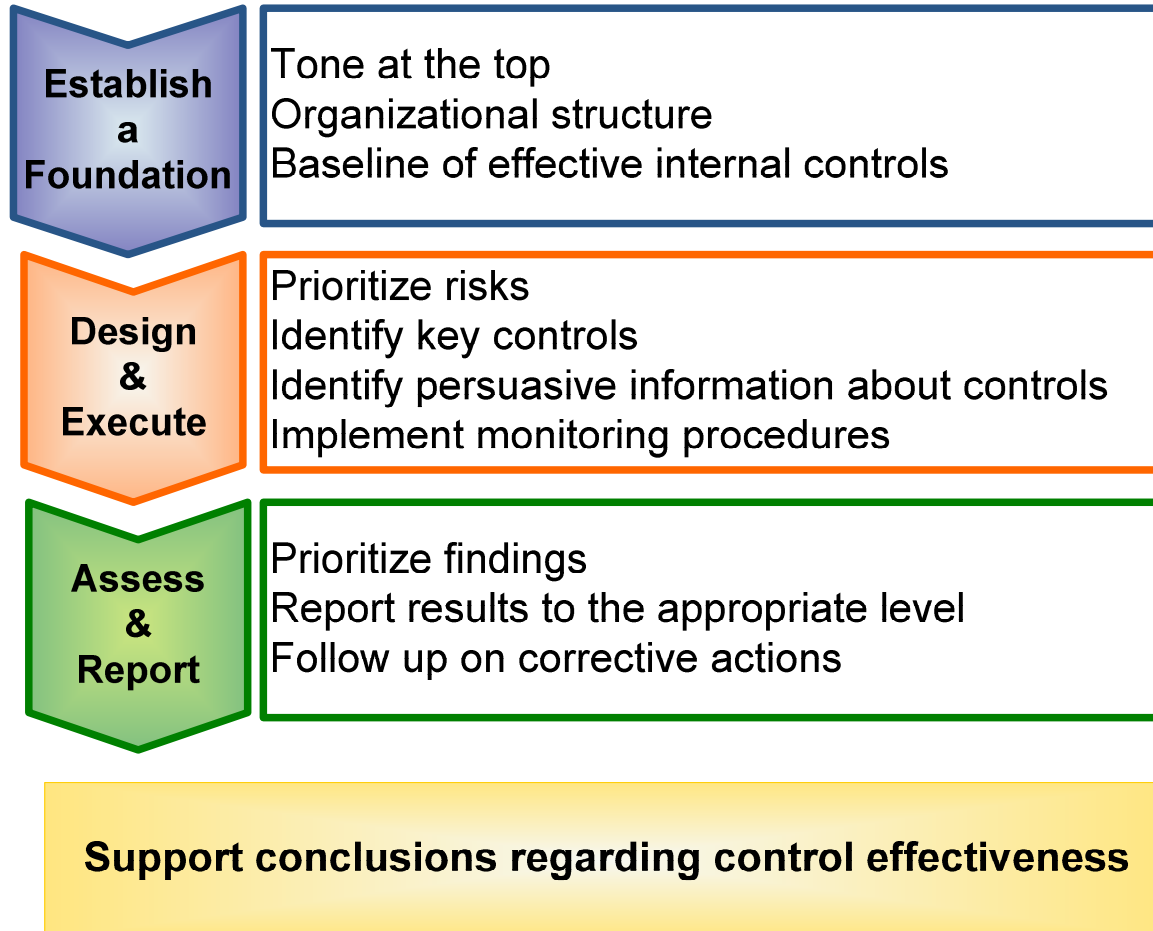 Establish
a
Foundation
Tone at the top
Organizational structure
Baseline of effective internal controls
Design
&
Execute
Prioritize risks
Identify key controls
Identify persuasive information about controls
Implement monitoring procedures
Assess
&
Report
Prioritize findings
Report results to the appropriate level
Follow up on corrective actions
Support conclusions regarding control effectiveness